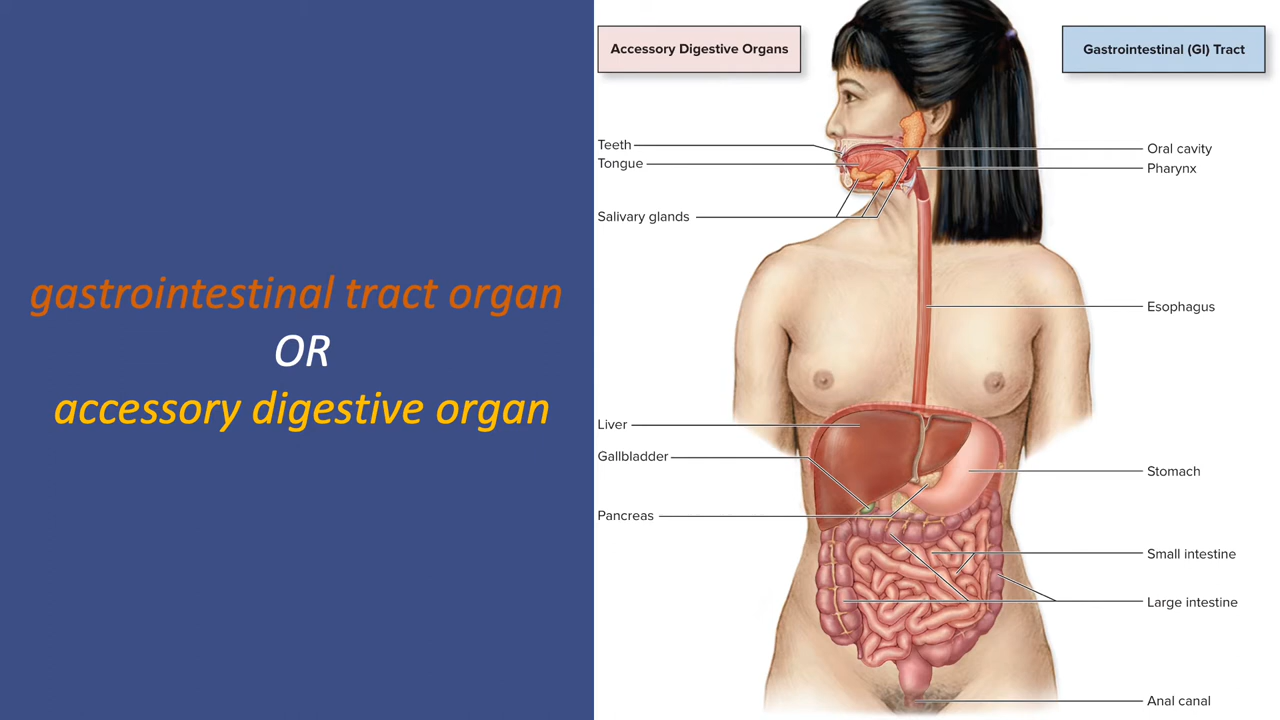 gastrointestinal tract organ
OR
accessory digestive organ
Accessory Digestive Organs
Gastrointestinal (GI) Tract
Teeth
Tongue
Salivary glands
Liver
Gallbladder
Pancreas
Oral cavity
Pharynx
Esophagus
Stomach
Small intestine
Large intestine
Anal canal